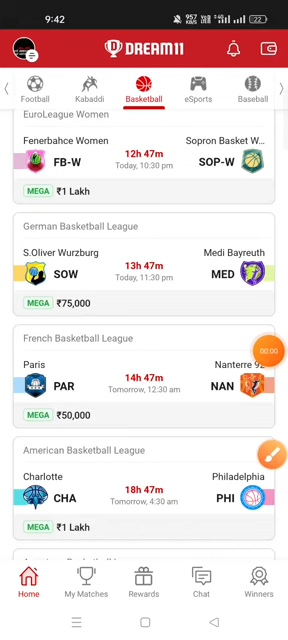 9:42
957
22
DREAM11
Football
Kabaddi
Basketball
eSports
Baseball
EuroLeague Women
Fenerbahce Women
12h 47m
Sopron Basket W...
FB-W
Today, 10:30 pm
SOP-W
MEGA ₹1 Lakh
German Basketball League
S.Oliver Wurzburg
13h 47m
Medi Bayreuth
SOW
Today, 11:30 pm
MED
MEGA ₹75,000
French Basketball League
Paris
14h 47m
Nanterre 92
PAR
Tomorrow, 12:30 am
NAN
00:00
MEGA ₹50,000
American Basketball League
Charlotte
18h 47m
Philadelphia
CHA
Tomorrow, 4:30 am
PHI
MEGA ₹1 Lakh
Home
My Matches
Rewards
Chat
Winners